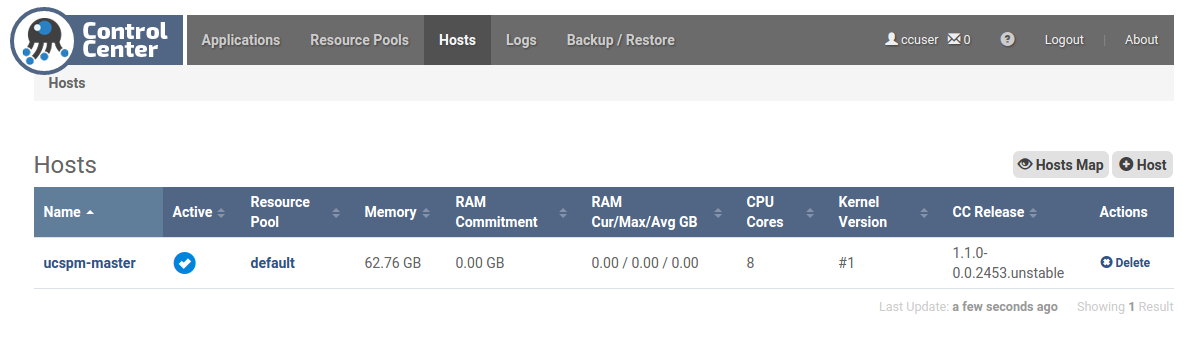 Control
Center
Applications Resource Pools Hosts Logs Backup / Restore ccuser 0 ? Logout | About
Hosts
Hosts
Hosts Map Host
Name Active Resource Pool Memory RAM Commitment RAM Cur/Max/Avg GB CPU Cores Kernel Version CC Release Actions
ucspm-master default 62.76 GB 0.00 GB 0.00 / 0.00 / 0.00 8 #1 1.1.0-0.0.2453.unstable Delete
Last Update: a few seconds ago Showing 1 Result